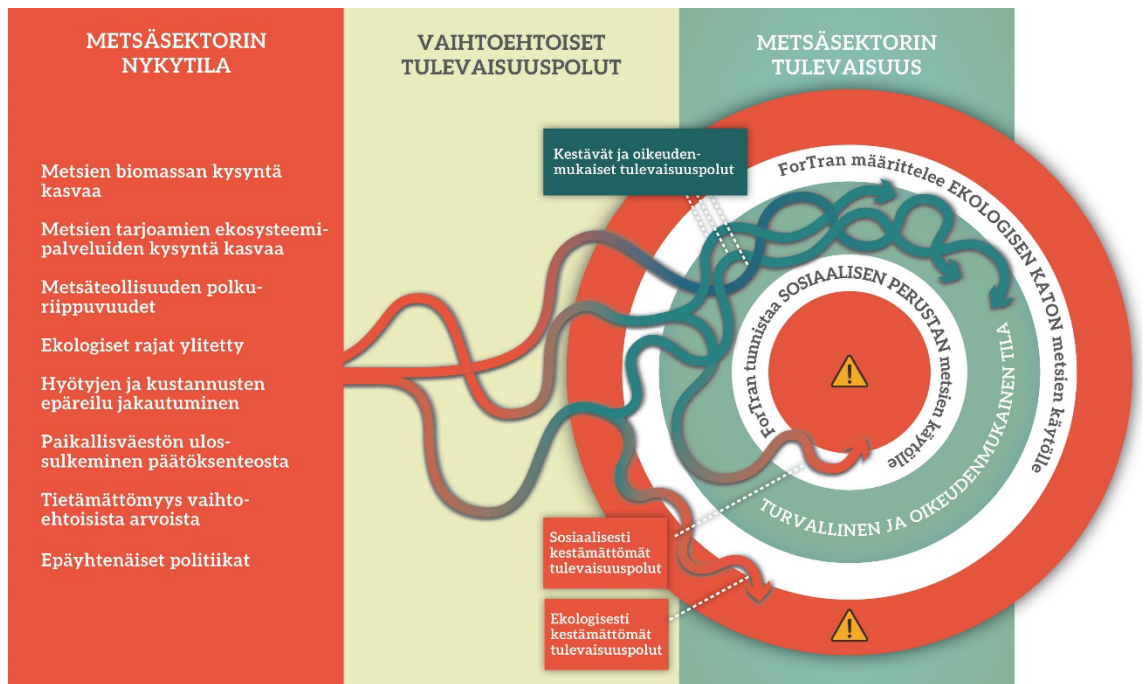 METSÄSEKTORIN
NYKYTILA
Metsien biomassan kysyntä
kasvaa
Metsien tarjoamien ekosysteemi-
palveluiden kysyntä kasvaa
Metsäteollisuuden polku-
riippuvuudet
Ekologiset rajat ylitetty
Hyötyjen ja kustannusten
epäreilu jakautuminen
Paikallisväestön ulos-
sulkeminen päätöksenteosta
Tietämättömyys vaihto-
ehtoisista arvoista
Epäyhtenäiset politiikat
VAIHTOEHTOISET
TULEVAISUUSPOLUT
METSÄSEKTORIN
TULEVAISUUS
Kestävät ja oikeuden-
mukaiset tulevaisuuspolut
ForTran määrittelee EKOLOGISEN KATON metsien käytölle
ForTran tunnistaa SOSIAALISEN PERUSTAN metsien käytölle
TURVALLINEN JA OIKEUDENMUKAINEN TILA
Sosiaalisesti
kestämättömät
tulevaisuuspolut
Ekologisesti
kestämättömät
tulevaisuuspolut